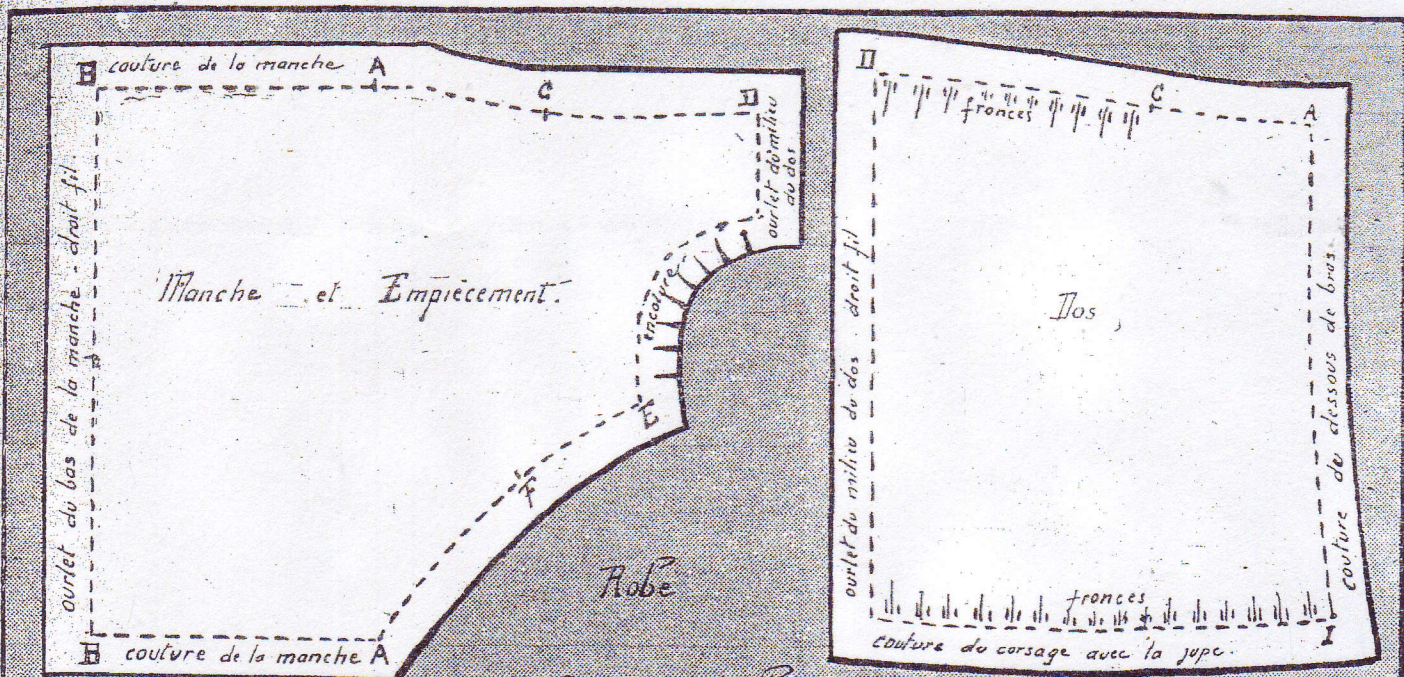 B couture de la manche A
C
D
ourlet du milieu
du dos
ourlet du bas de la manche - droit fil.
Manche et Empiècement.
encolure
E
F
B couture de la manche A
Robe
D
fronces
C
A
ourlet du milieu du dos droit fil
Dos
couture du dessous de bras.
fronces
I
couture du corsage avec la jupe.